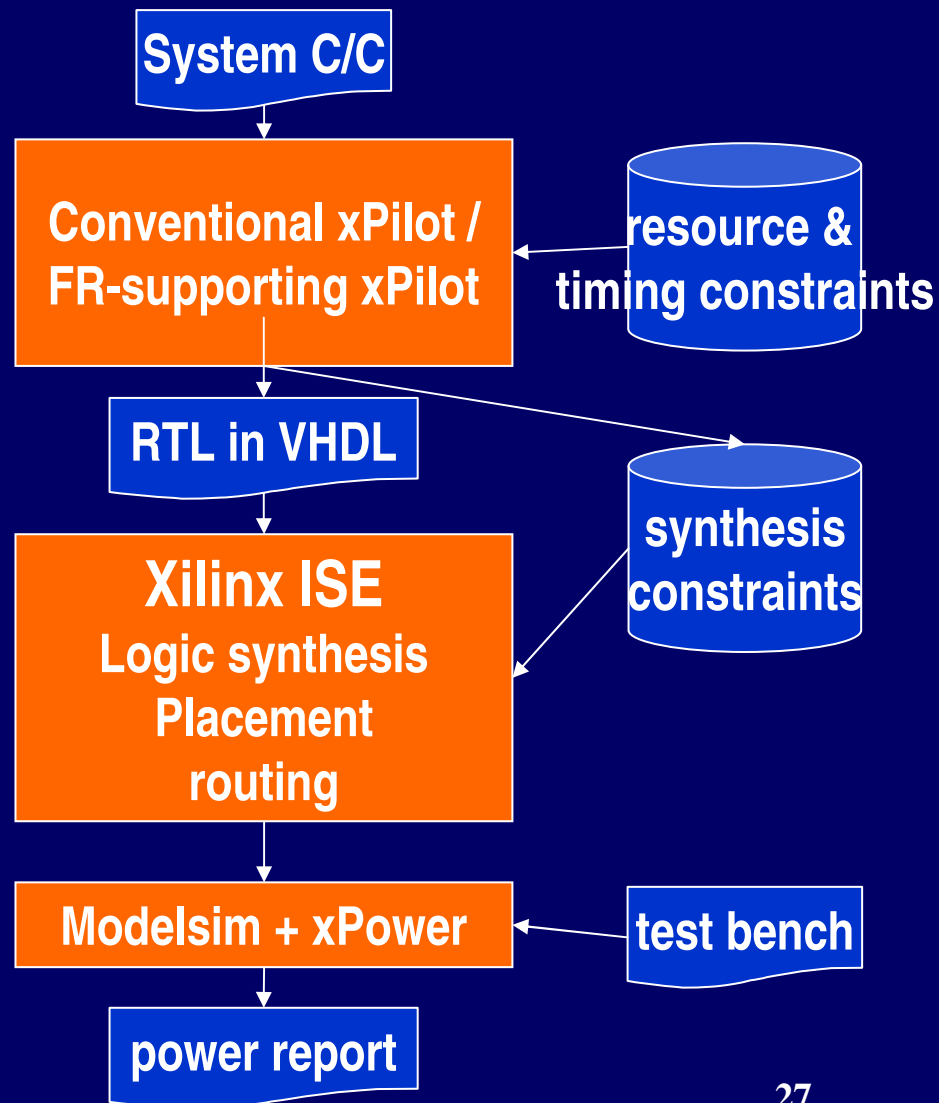 System C/C
Conventional xPilot /
FR-supporting xPilot
resource &
timing constraints
RTL in VHDL
synthesis
constraints
Xilinx ISE
Logic synthesis
Placement
routing
Modelsim + xPower
test bench
power report
27